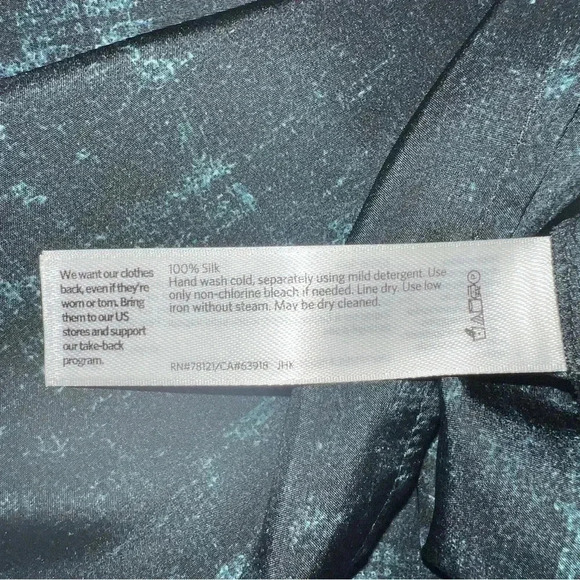 We want our clothes
back, even if they're
worn or torn. Bring
them to our US
stores and support
our take-back
program.
100% Silk
Hand wash cold, separately using mild detergent. Use
only non-chlorine bleach if needed. Line dry. Use low
iron without steam. May be dry cleaned.
RN#78121/CA#63918 JHK